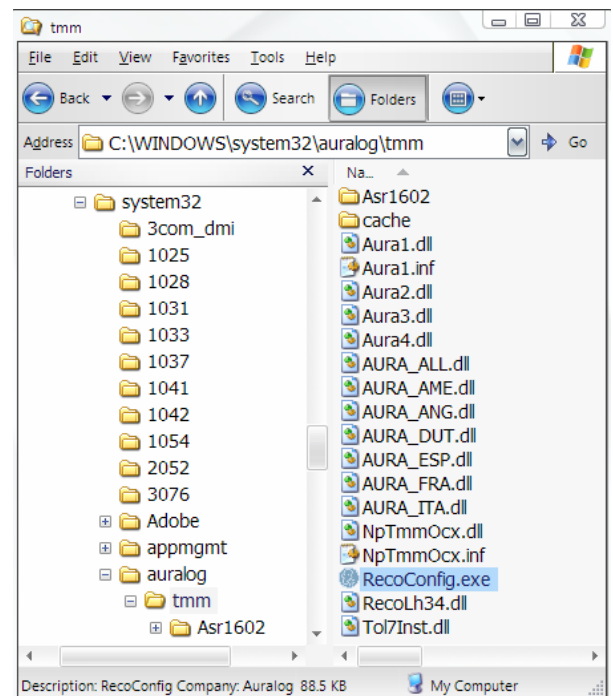 tmm
File Edit View Favorites Tools Help
Back Search Folders
Address C:\WINDOWS\system32\auralog\tmm Go
Folders
system32
3com_dmi
1025
1028
1031
1033
1037
1041
1042
1054
2052
3076
Adobe
appmgmt
auralog
tmm
Asr1602
Na...
Asr1602
cache
Aura1.dll
Aura1.inf
Aura2.dll
Aura3.dll
Aura4.dll
AURA_ALL.dll
AURA_AME.dll
AURA_ANG.dll
AURA_DUT.dll
AURA_ESP.dll
AURA_FRA.dll
AURA_ITA.dll
NpTmmOcx.dll
NpTmmOcx.inf
RecoConfig.exe
RecoLh34.dll
Tol7Inst.dll
Description: RecoConfig Company: Auralog 88.5 KB My Computer